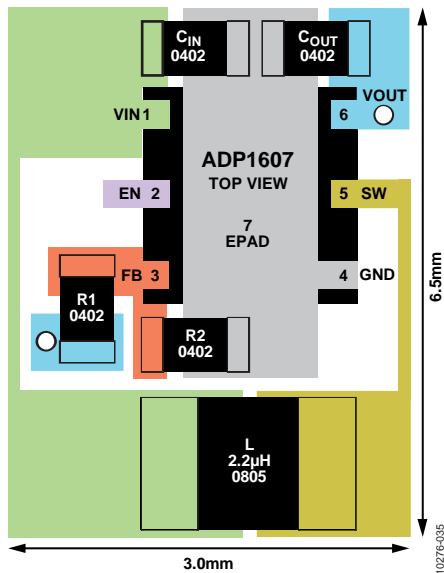 CIN
0402
COUT
0402
VIN 1
VOUT
6
ADP1607
TOP VIEW
EN 2
5 SW
7
EPAD
FB 3
4 GND
R1
0402
R2
0402
L
2.2µH
0805
6.5mm
3.0mm
10276-035